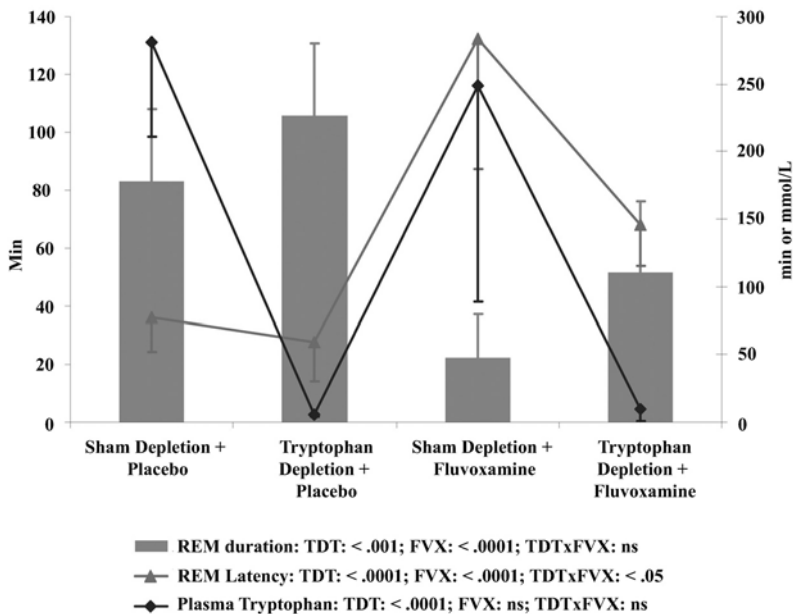 140
120
100
80
60
40
20
0
Min
300
250
200
150
100
50
0
min or mmol/L
Sham Depletion +
Placebo
Tryptophan
Depletion +
Placebo
Sham Depletion +
Fluvoxamine
Tryptophan
Depletion +
Fluvoxamine
REM duration: TDT: < .001; FVX: < .0001; TDTxFVX: ns
REM Latency: TDT: < .0001; FVX: < .0001; TDTxFVX: < .05
Plasma Tryptophan: TDT: < .0001; FVX: ns; TDTxFVX: ns